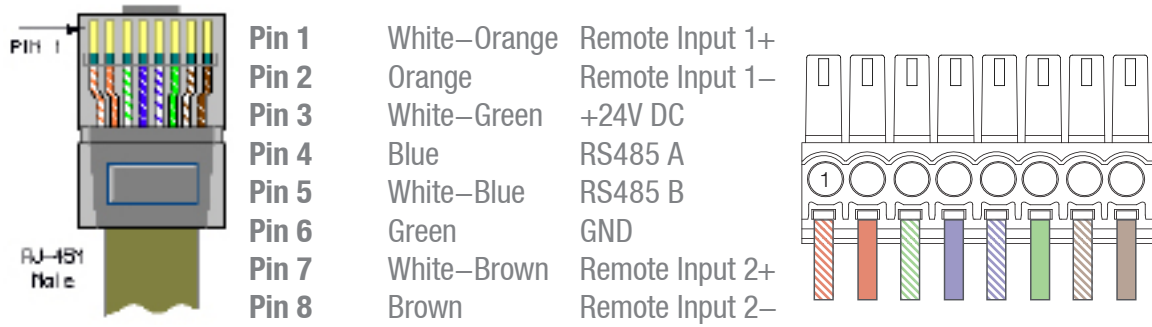 PIN 1
RJ-45M
Male
Pin 1 White–Orange Remote Input 1+
Pin 2 Orange Remote Input 1–
Pin 3 White–Green +24V DC
Pin 4 Blue RS485 A
Pin 5 White–Blue RS485 B
Pin 6 Green GND
Pin 7 White–Brown Remote Input 2+
Pin 8 Brown Remote Input 2–
1